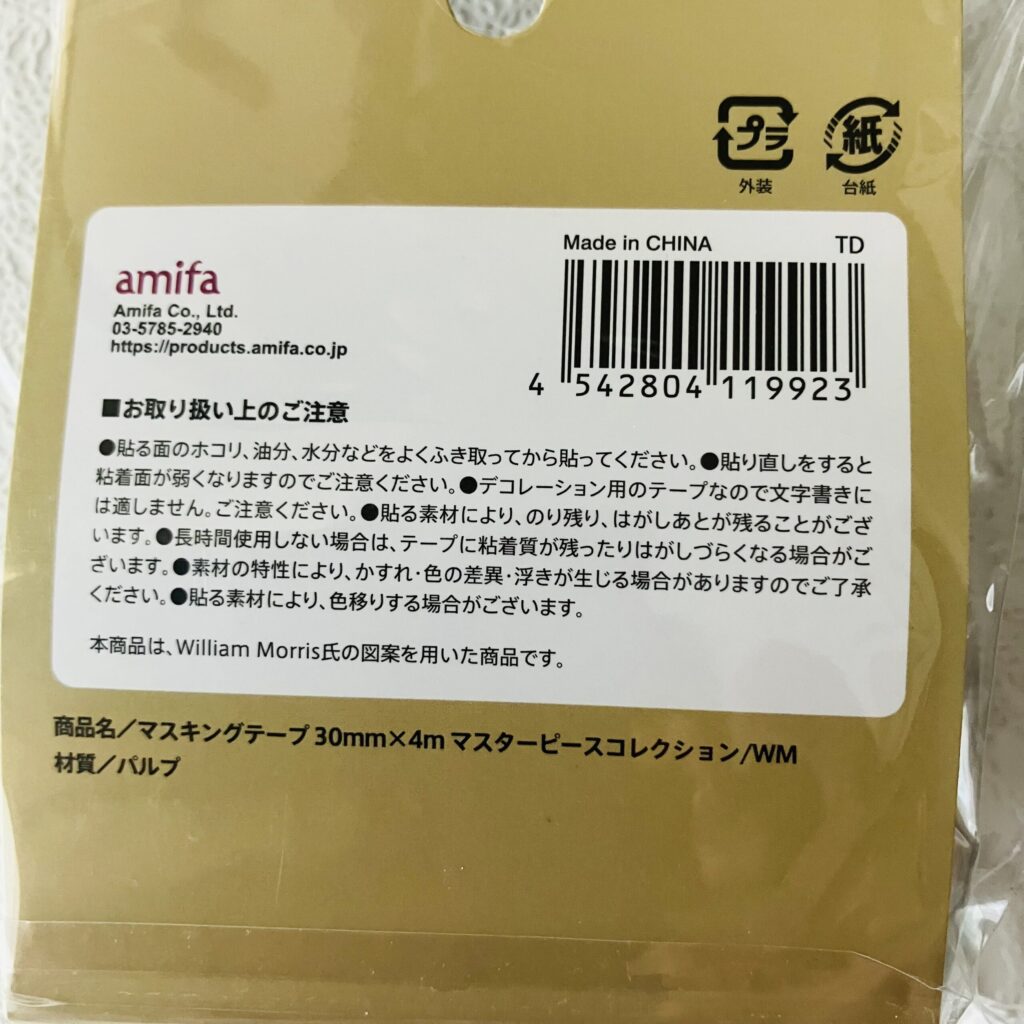 プラ
紙
外装
台紙
Made in CHINA
TD
amifa
Amifa Co., Ltd.
03-5785-2940
https://products.amifa.co.jp
4 542804 119923
■お取り扱い上のご注意
●貼る面のホコリ、油分、水分などをよくふき取ってから貼ってください。●貼り直しをすると
粘着面が弱くなりますのでご注意ください。●デコレーション用のテープなので文字書きに
は適しません。ご注意ください。●貼る素材により、のり残り、はがしあとが残ることがござ
います。●長時間使用しない場合は、テープに粘着質が残ったりはがしづらくなる場合がご
ざいます。●素材の特性により、かすれ・色の差異・浮きが生じる場合がありますのでご了承
ください。●貼る素材により、色移りする場合がございます。
本商品は、William Morris氏の図案を用いた商品です。
商品名／マスキングテープ 30mm×4m マスターピースコレクション/WM
材質／パルプ